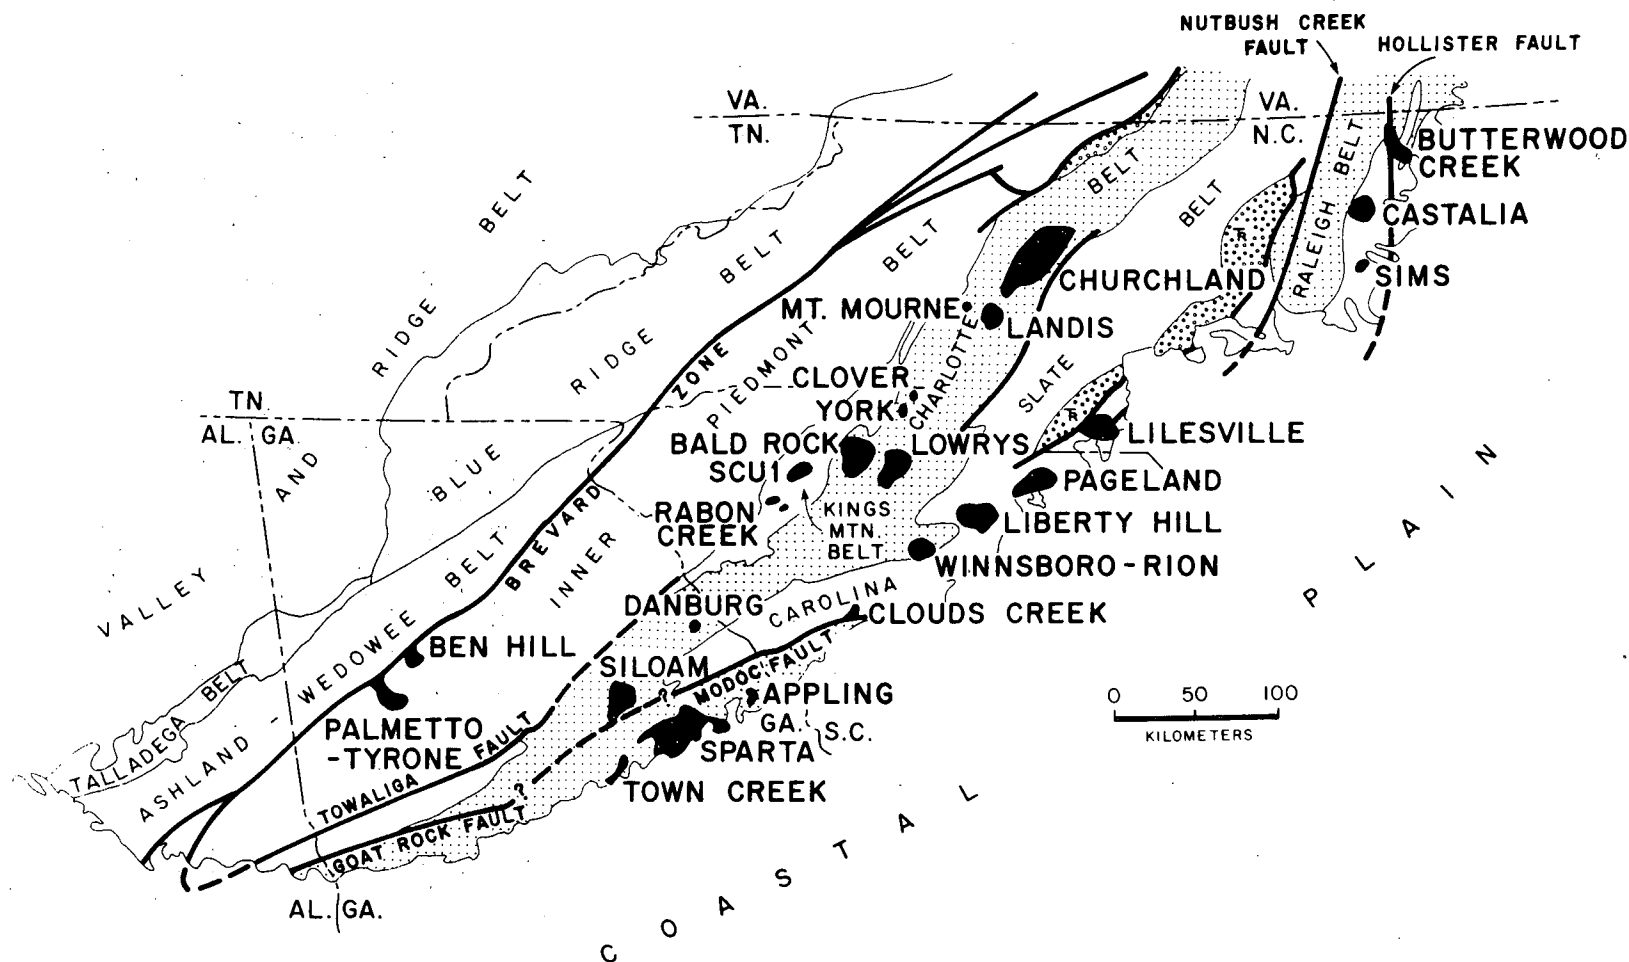 NUTBUSH CREEK
FAULT
HOLLISTER FAULT
VA.
TN.
VA.
N.C.
BUTTERWOOD
CREEK
CASTALIA
SIMS
RALEIGH BELT
BELT
BELT
CHURCHLAND
MT. MOURNE
LANDIS
CHARLOTTE
SLATE
CLOVER
YORK
BALD ROCK
LOWRYS
SCU1
LILESVILLE
PAGELAND
RABON
CREEK
KINGS
MTN.
BELT
LIBERTY HILL
WINNSBORO-RION
CAROLINA
CLOUDS CREEK
DANBURG
SILOAM
?
MODOC FAULT
APPLING
GA.
S.C.
SPARTA
TOWN CREEK
VALLEY AND RIDGE BELT
BLUE RIDGE BELT
BREVARD ZONE
INNER PIEDMONT BELT
TN.
AL. GA.
ASHLAND - WEDOWEE BELT
TALLADEGA BELT
BEN HILL
PALMETTO
-TYRONE
TOWALIGA FAULT
GOAT ROCK FAULT
?
AL. GA.
COASTAL PLAIN
0 50 100
KILOMETERS